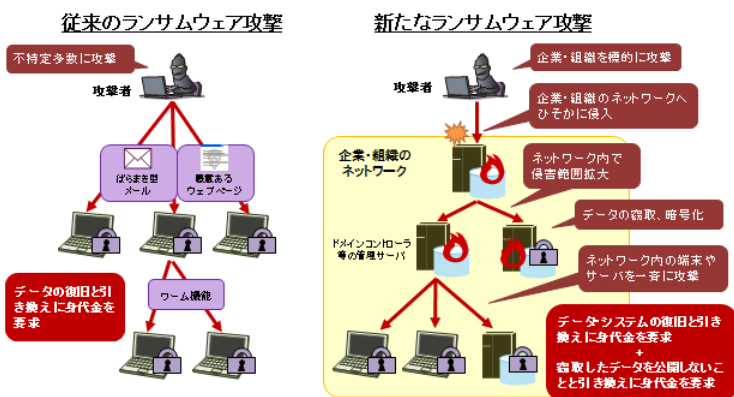 従来のランサムウェア攻撃
不特定多数に攻撃
攻撃者
ばらまき型
メール
悪意ある
ウェブページ
ワーム機能
データの復旧と引
き換えに身代金を
要求
新たなランサムウェア攻撃
企業・組織を標的に攻撃
攻撃者
企業・組織のネットワークへ
ひそかに侵入
企業・組織の
ネットワーク
ネットワーク内で
侵害範囲拡大
データの窃取、暗号化
ドメインコントローラ
等の管理サーバ
ネットワーク内の端末や
サーバを一斉に攻撃
データ・システムの復旧と引き
換えに身代金を要求
+
窃取したデータを公開しないこ
とと引き換えに身代金を要求